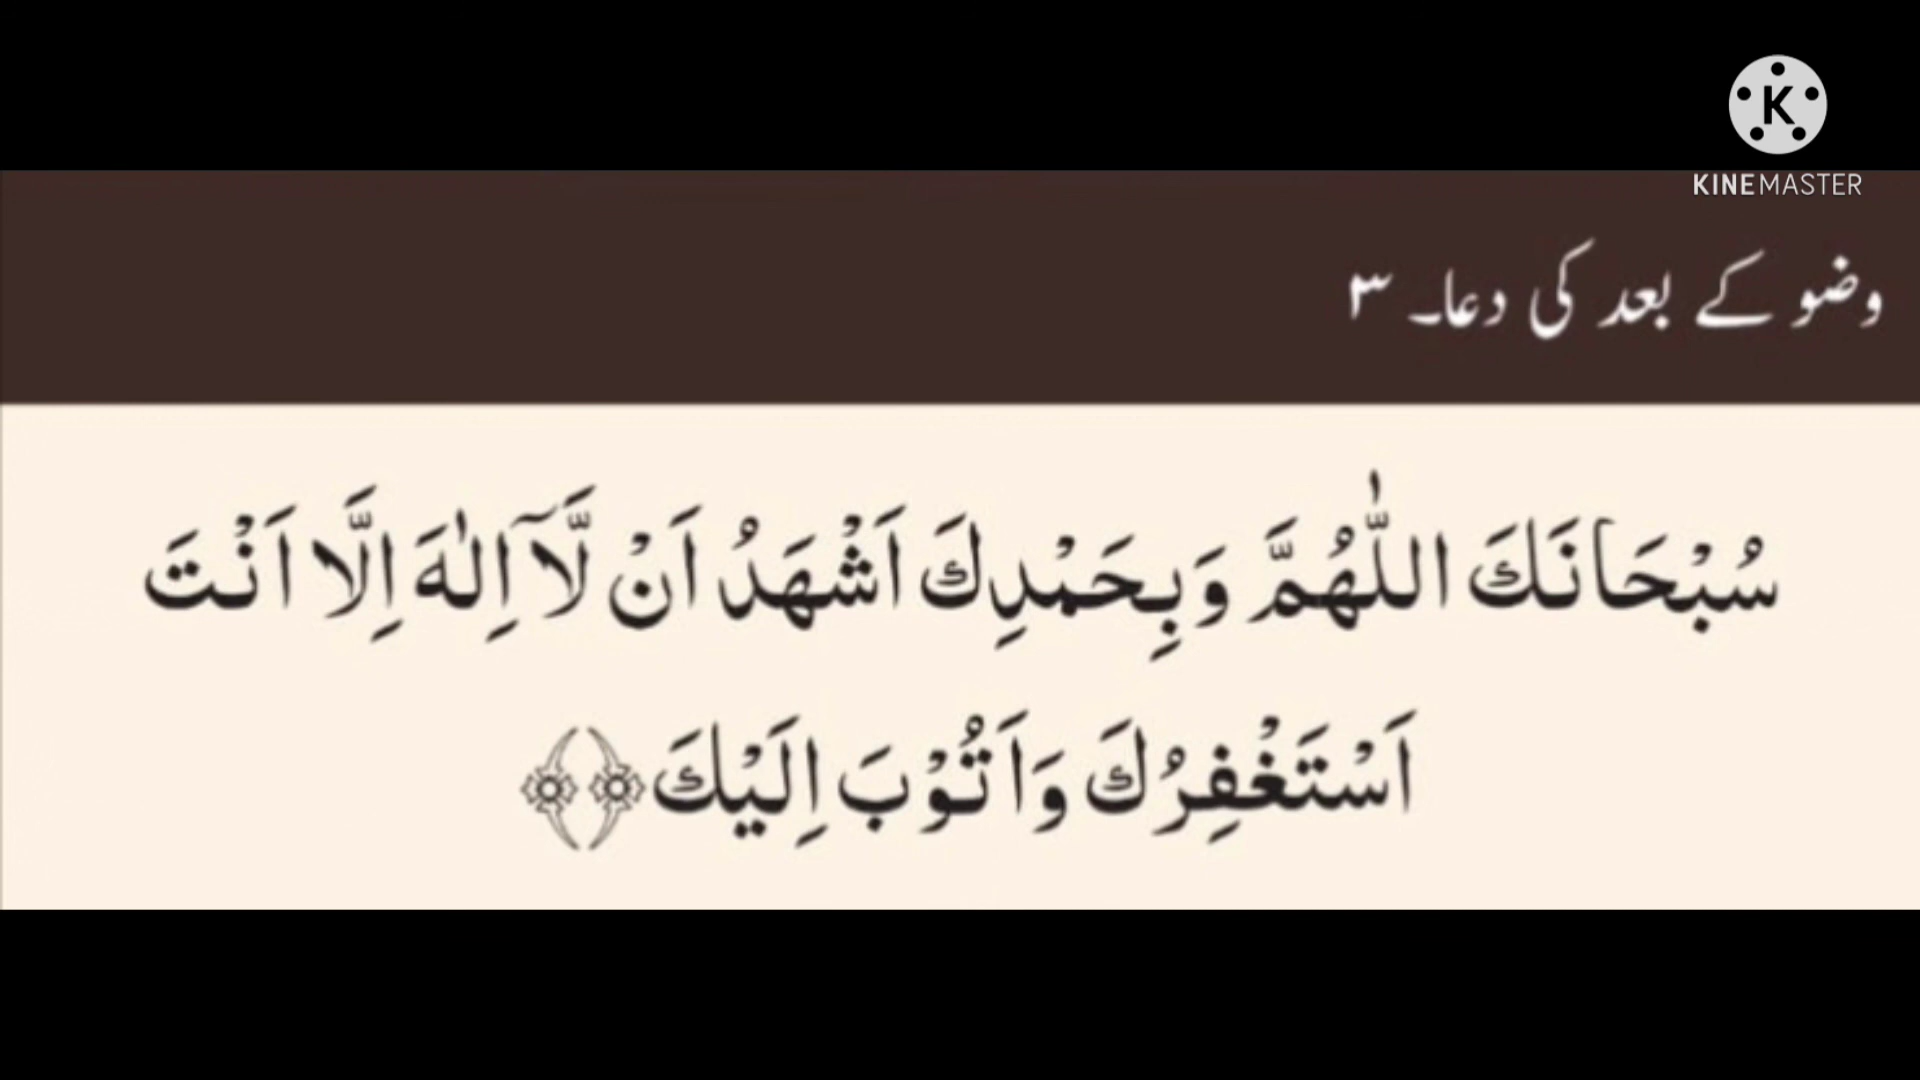 KINEMASTER
وضو کے بعد کی دعا۔ ۳
سُبْحَانَكَ اللّٰهُمَّ وَبِحَمْدِكَ اَشْهَدُ اَنْ لَّآ اِلٰهَ اِلَّا اَنْتَ
اَسْتَغْفِرُكَ وَاَتُوْبَ اِلَيْكَ